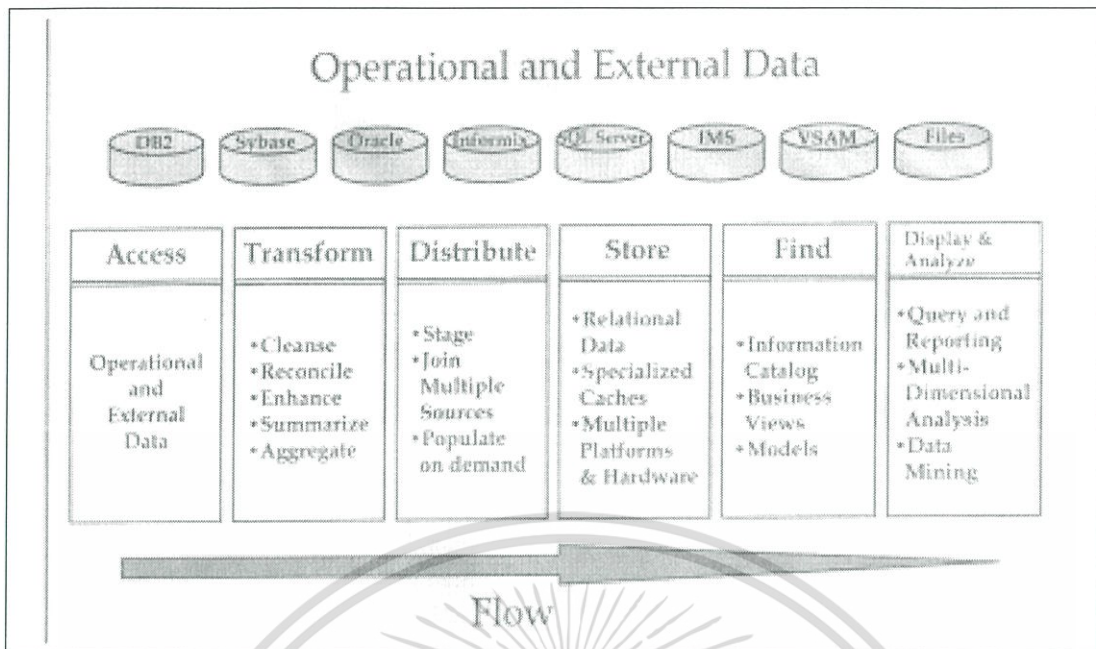 Operational and External Data
DB2
Sybase
Oracle
Informix
SQL Server
IMS
VSAM
Files
Access
Operational
and
External
Data
Transform
•Cleanse
•Reconcile
•Enhance
•Summarize
•Aggregate
Distribute
•Stage
•Join
Multiple
Sources
•Populate
on demand
Store
•Relational
Data
•Specialized
Caches
•Multiple
Platforms
& Hardware
Find
•Information
Catalog
•Business
Views
•Models
Display &
Analyze
•Query and
Reporting
•Multi-
Dimensional
Analysis
•Data
Mining
Flow